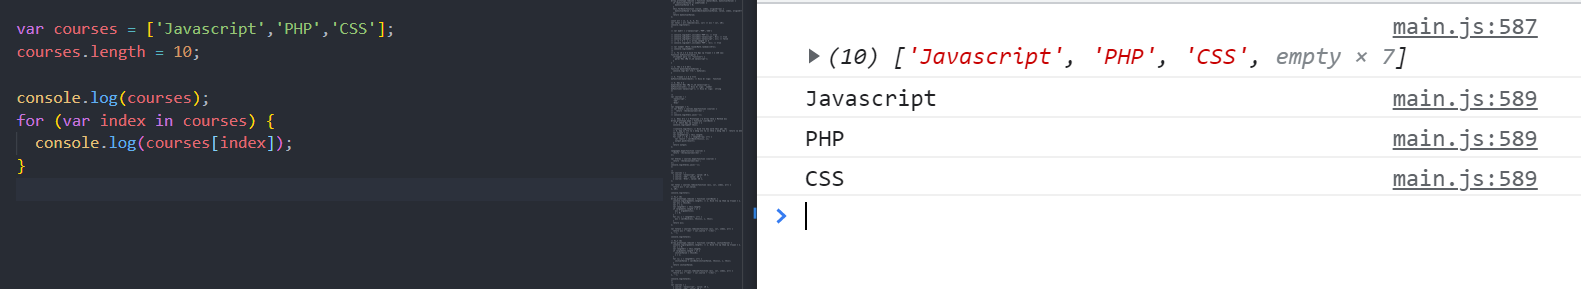 var courses = ['Javascript','PHP','CSS'];
courses.length = 10;
console.log(courses);
for (var index in courses) {
console.log(courses[index]);
}
main.js:587
(10) ['Javascript', 'PHP', 'CSS', empty × 7]
Javascript main.js:589
PHP main.js:589
CSS main.js:589